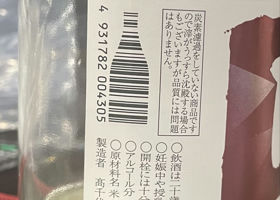 炭素濾過をしていない商品です
ので滓がうっすら沈殿する場合
もございますが品質には問題
はありません。
4 931782 004305
○飲酒は二十歳
○妊娠中や授
○開栓には十分
○アルコール分
○原材料名 米
製造者 高千代